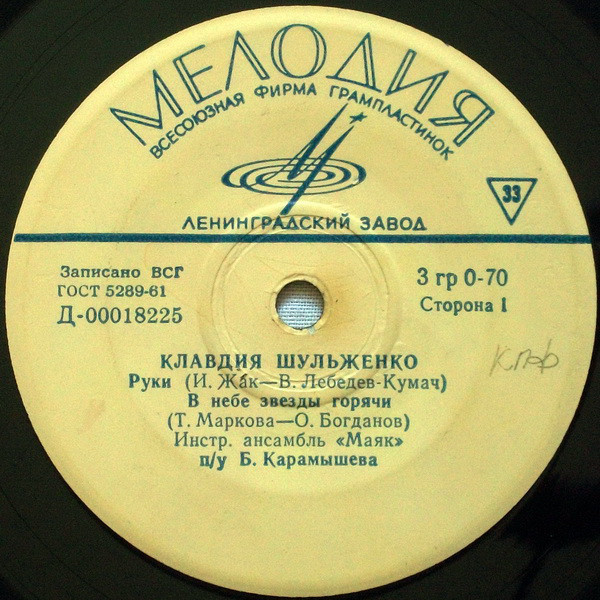 МЕЛОДИЯ
ВСЕСОЮЗНАЯ ФИРМА ГРАМПЛАСТИНОК
33
ЛЕНИНГРАДСКИЙ ЗАВОД
Записано ВСГ
ГОСТ 5289-61
Д-00018225
3 гр 0-70
Сторона 1
КЛАВДИЯ ШУЛЬЖЕНКО
Руки (И. Жак—В. Лебедев-Кумач)
В небе звезды горячи
(Т. Маркова—О. Богданов)
Инстр. ансамбль «Маяк»
п/у Б. Карамышева